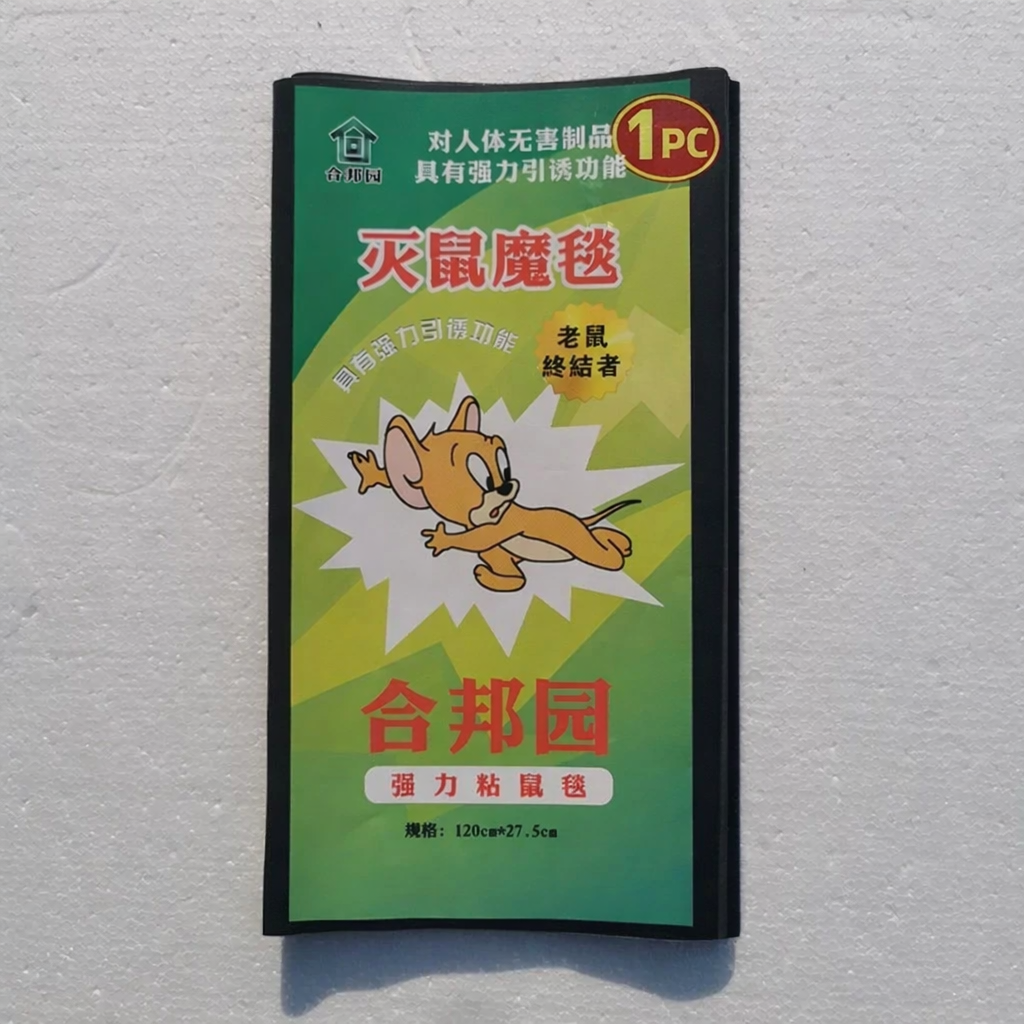 合邦园
对人体无害制品
具有强力引诱功能
1PC
灭鼠魔毯
具有强力引诱功能
老鼠
終結者
合邦园
强力粘鼠毯
規格: 120cm*27.5cm